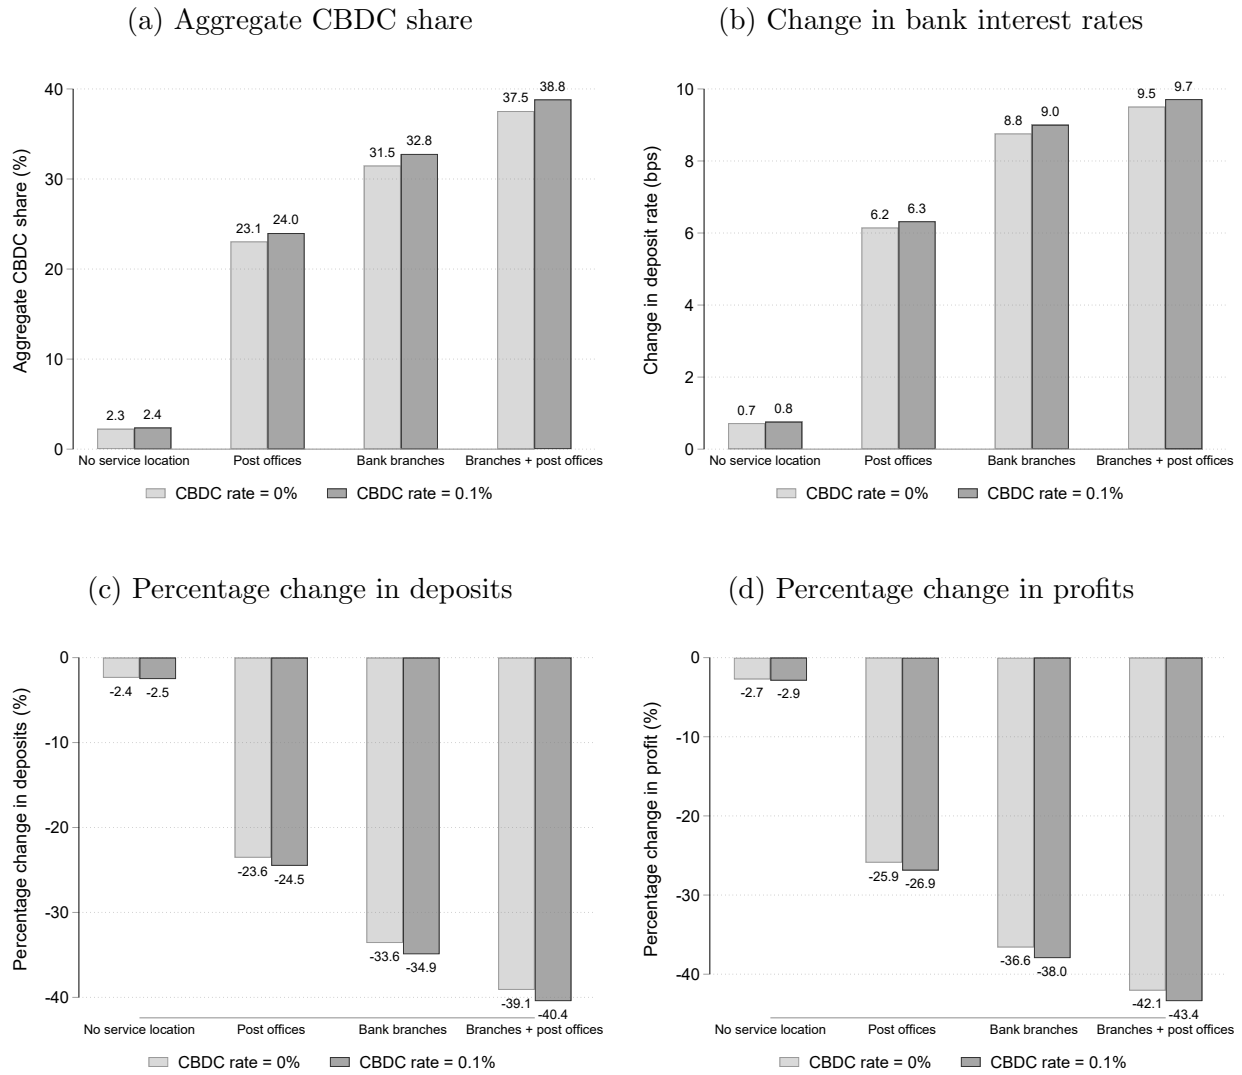 (a) Aggregate CBDC share
Aggregate CBDC share (%)
40
30
20
10
0
2.3 2.4
23.1 24.0
31.5 32.8
37.5 38.8
No service location Post offices Bank branches Branches + post offices
CBDC rate = 0% CBDC rate = 0.1%
(b) Change in bank interest rates
Change in deposit rate (bps)
10
8
6
4
2
0
0.7 0.8
6.2 6.3
8.8 9.0
9.5 9.7
No service location Post offices Bank branches Branches + post offices
CBDC rate = 0% CBDC rate = 0.1%
(c) Percentage change in deposits
Percentage change in deposits (%)
0
-10
-20
-30
-40
-2.4 -2.5
-23.6 -24.5
-33.6 -34.9
-39.1 -40.4
No service location Post offices Bank branches Branches + post offices
CBDC rate = 0% CBDC rate = 0.1%
(d) Percentage change in profits
Percentage change in profit (%)
0
-10
-20
-30
-40
-2.7 -2.9
-25.9 -26.9
-36.6 -38.0
-42.1 -43.4
No service location Post offices Bank branches Branches + post offices
CBDC rate = 0% CBDC rate = 0.1%